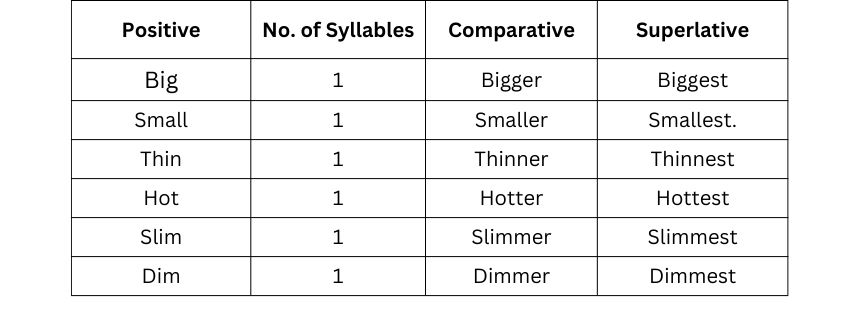 Positive No. of Syllables Comparative Superlative
Big 1 Bigger Biggest
Small 1 Smaller Smallest.
Thin 1 Thinner Thinnest
Hot 1 Hotter Hottest
Slim 1 Slimmer Slimmest
Dim 1 Dimmer Dimmest